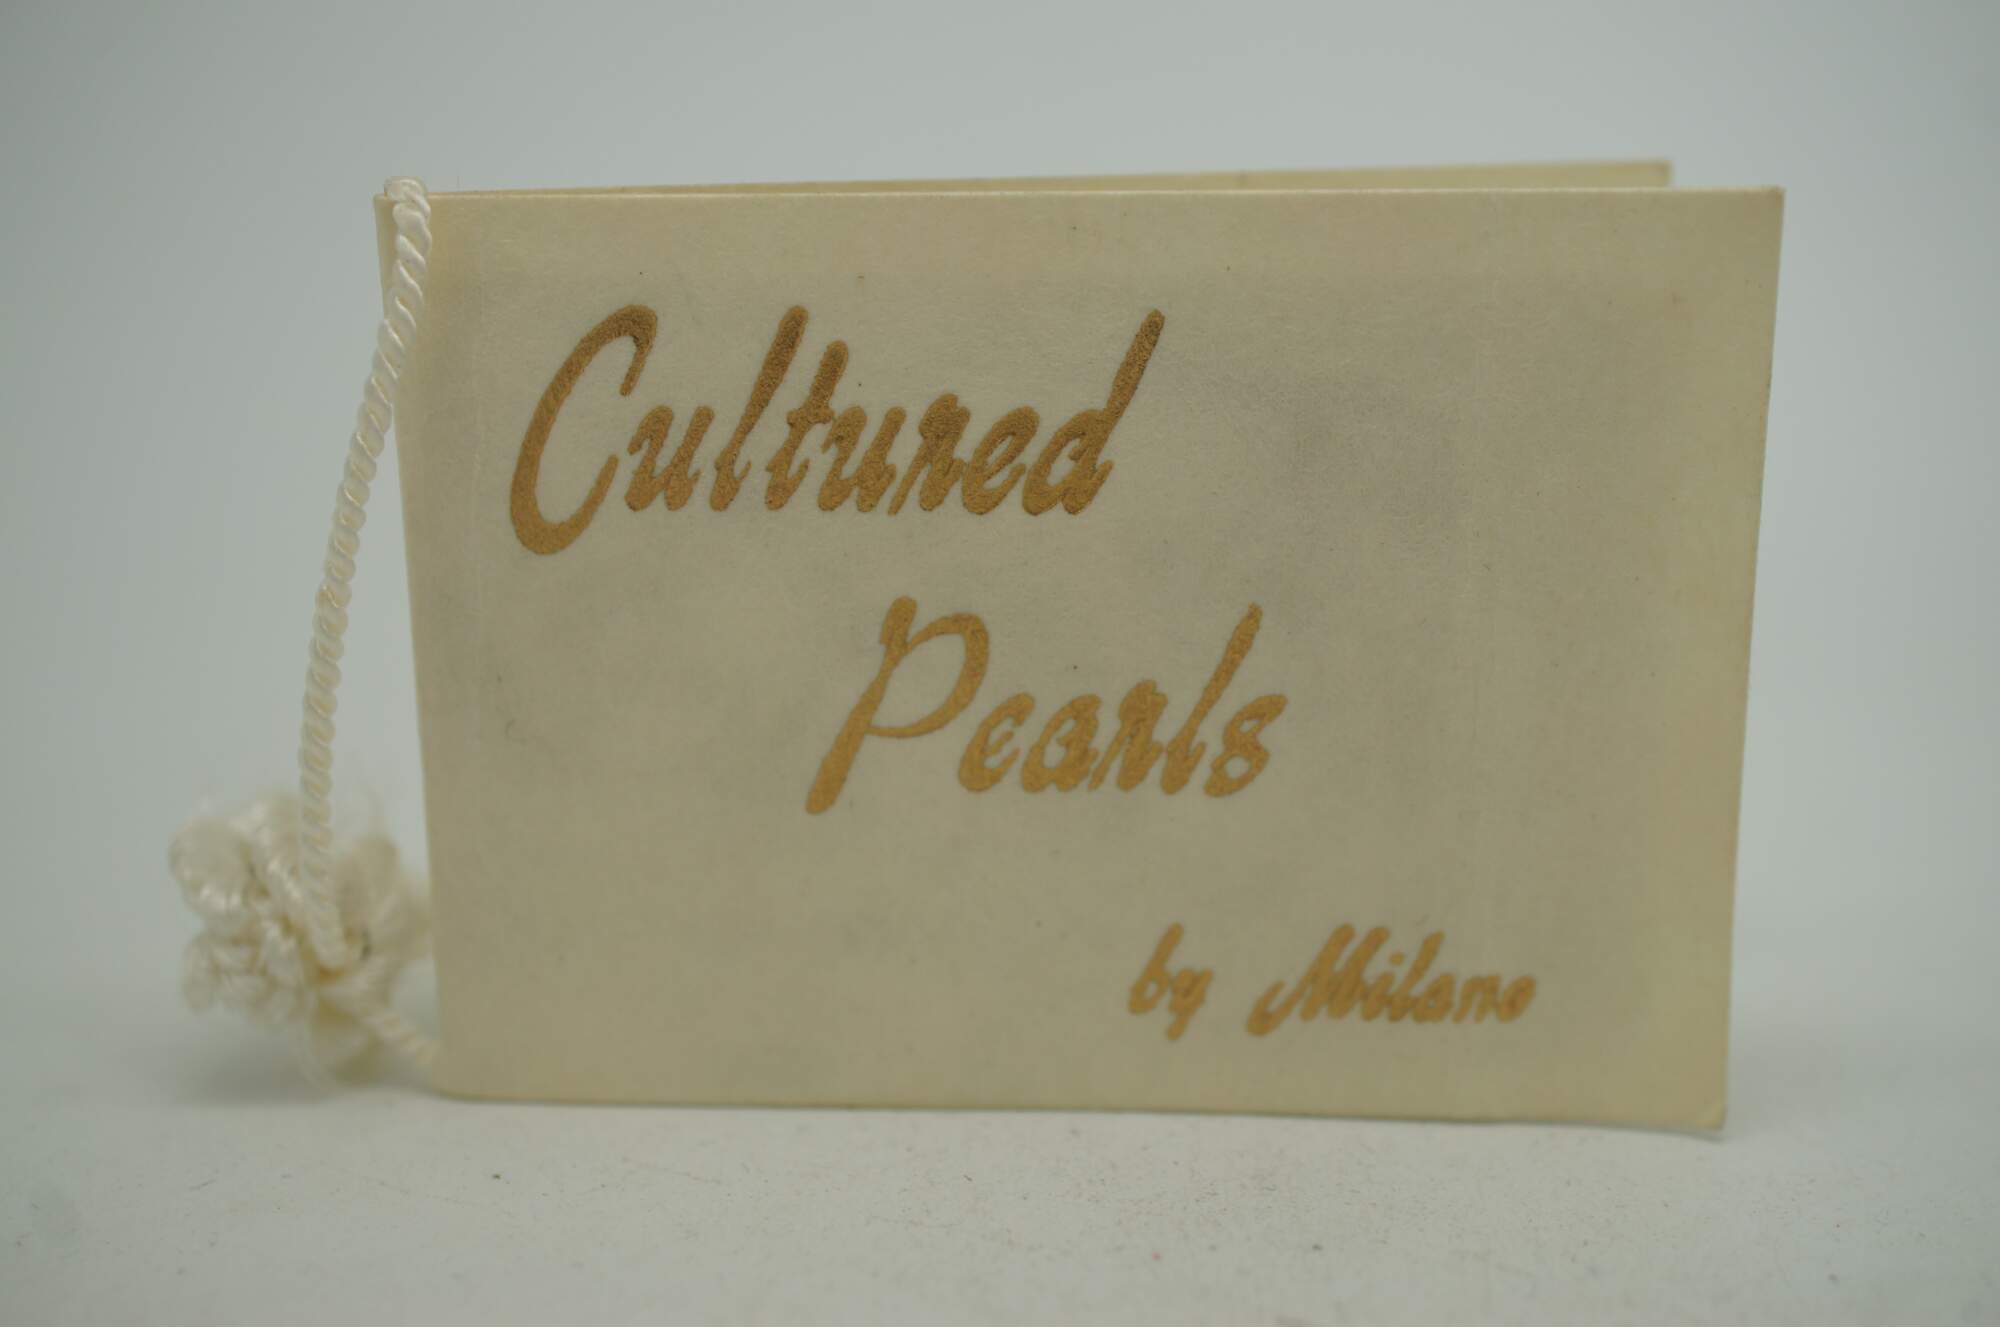 Cultured
Pearls
by Milano